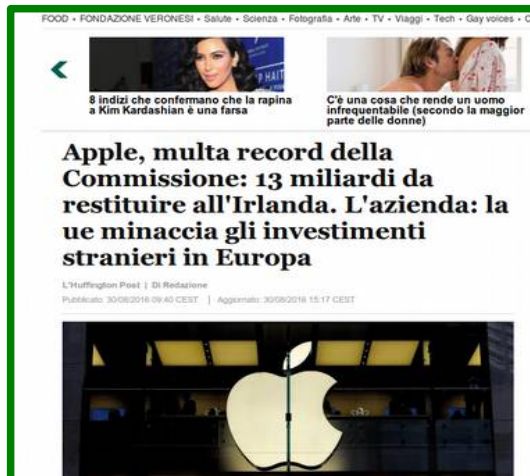 FOOD • FONDAZIONE VERONESI • Salute • Scienza • Fotografia • Arte • TV • Viaggi • Tech • Gay voices •
8 indizi che confermano che la rapina
a Kim Kardashian è una farsa
C'è una cosa che rende un uomo
infrequentabile (secondo la maggior
parte delle donne)
Apple, multa record della
Commissione: 13 miliardi da
restituire all'Irlanda. L'azienda: la
ue minaccia gli investimenti
stranieri in Europa
L'Huffington Post | Di Redazione
Pubblicato: 30/08/2016 09:40 CEST | Aggiornato: 30/08/2016 15:17 CEST